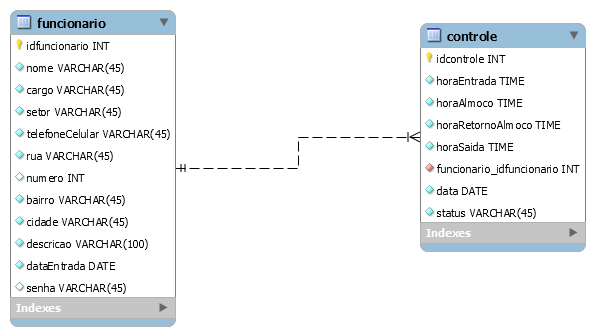 funcionario
idfuncionario INT
nome VARCHAR(45)
cargo VARCHAR(45)
setor VARCHAR(45)
telefoneCelular VARCHAR(45)
rua VARCHAR(45)
numero INT
bairro VARCHAR(45)
cidade VARCHAR(45)
descricao VARCHAR(100)
dataEntrada DATE
senha VARCHAR(45)
Indexes
controle
idcontrole INT
horaEntrada TIME
horaAlmoco TIME
horaRetornoAlmoco TIME
horaSaida TIME
funcionario_idfuncionario INT
data DATE
status VARCHAR(45)
Indexes